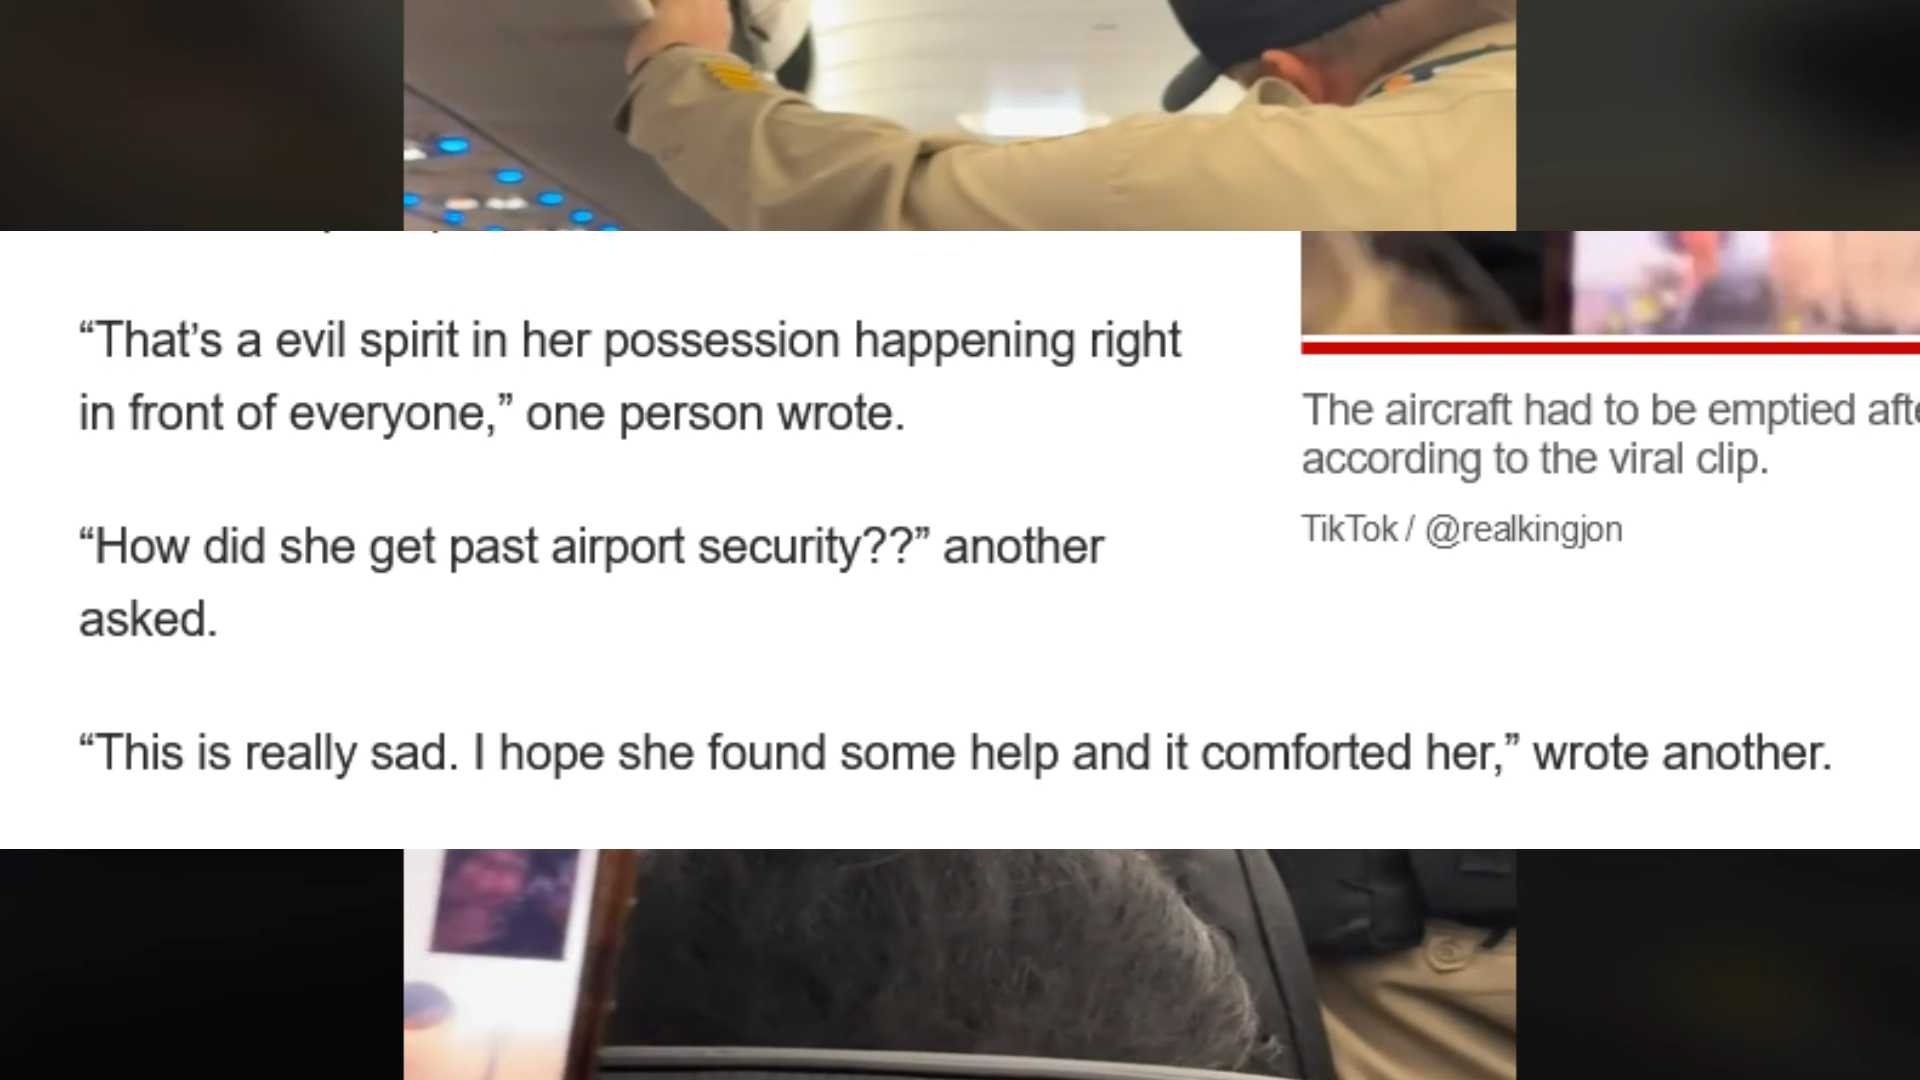 “That’s a evil spirit in her possession happening right
in front of everyone,” one person wrote.
“How did she get past airport security??” another
asked.
“This is really sad. I hope she found some help and it comforted her,” wrote another.
The aircraft had to be emptied
according to the viral clip.
TikTok / @realkingjon